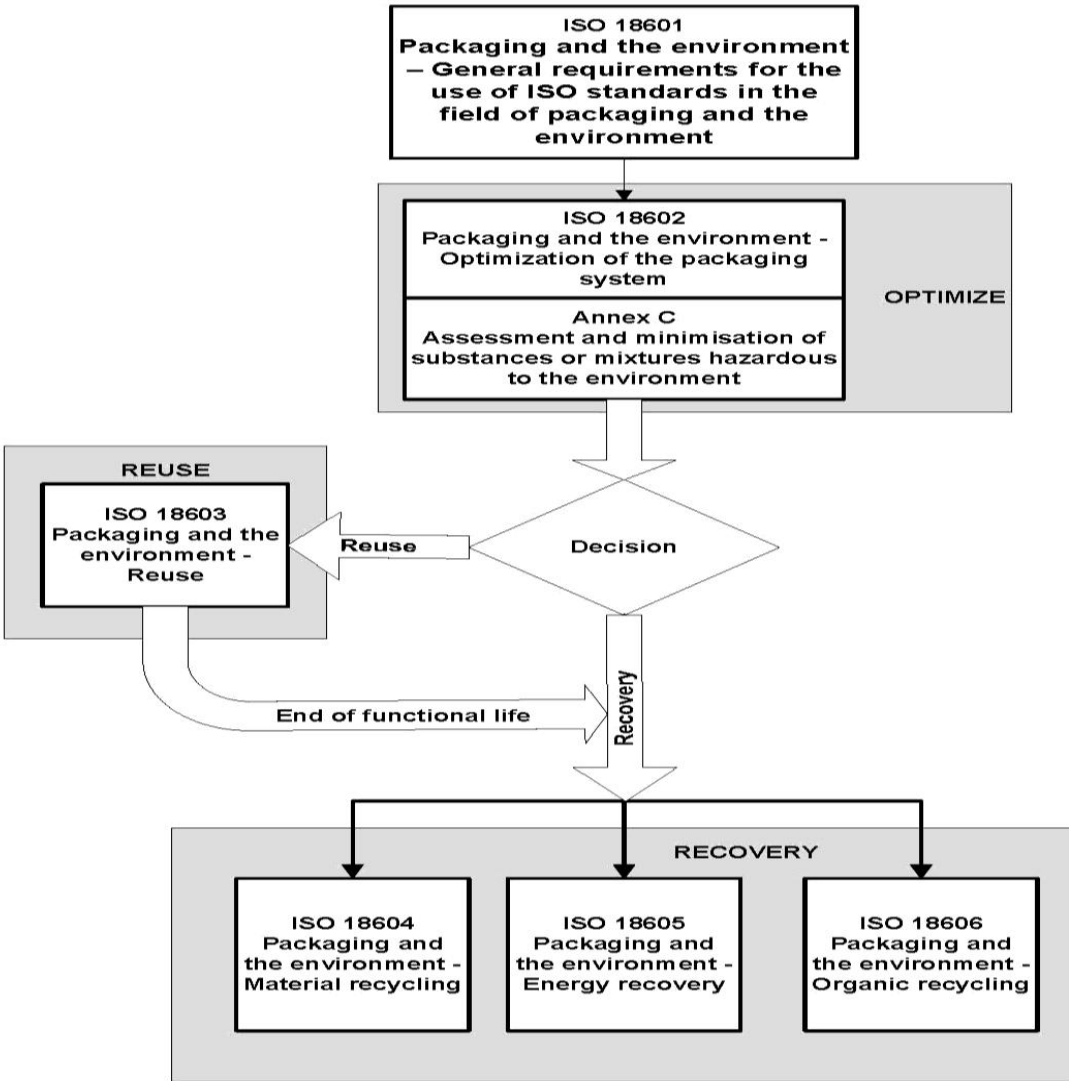 ISO 18601
Packaging and the environment
– General requirements for the
use of ISO standards in the
field of packaging and the
environment
ISO 18602
Packaging and the environment -
Optimization of the packaging
system
OPTIMIZE
Annex C
Assessment and minimisation of
substances or mixtures hazardous
to the environment
REUSE
ISO 18603
Packaging and the
environment -
Reuse
Reuse
Decision
End of functional life
Recovery
RECOVERY
ISO 18604
Packaging and
the environment -
Material recycling
ISO 18605
Packaging and
the environment -
Energy recovery
ISO 18606
Packaging and
the environment -
Organic recycling